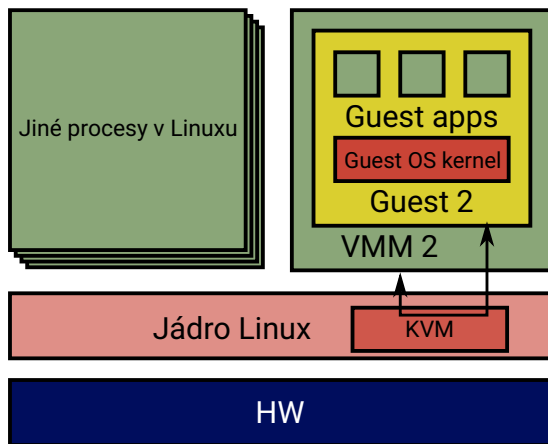 Jiné procesy v Linuxu
Guest apps
Guest OS kernel
Guest 2
VMM 2
Jádro Linux
KVM
HW